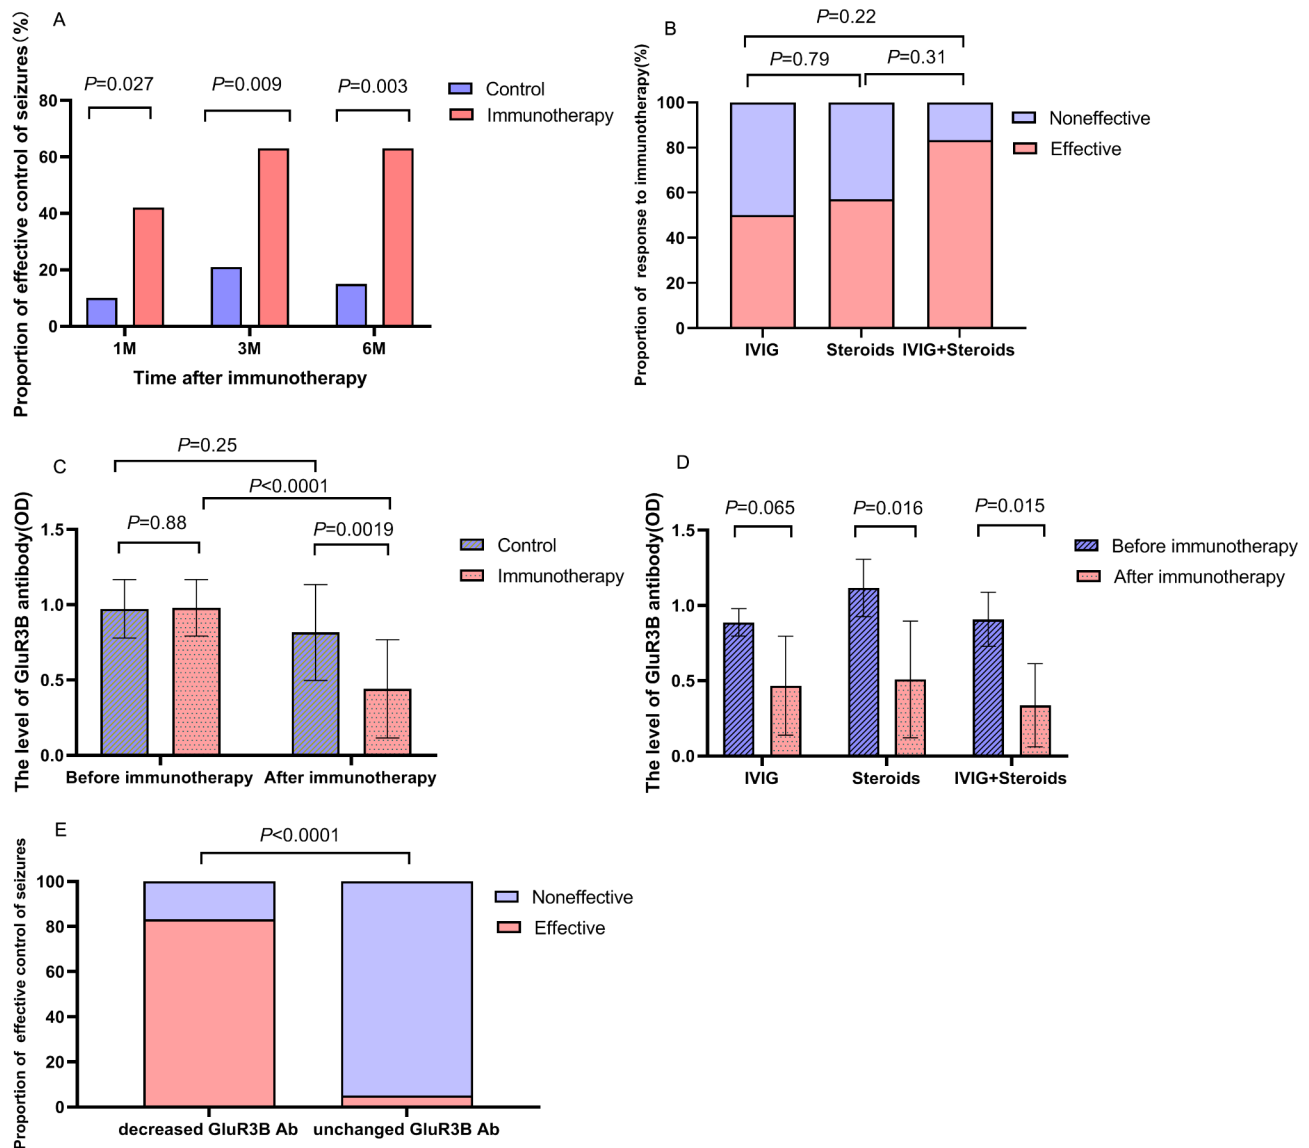 A
P=0.027
P=0.009
P=0.003
Control
Immunotherapy
Proportion of effective control of seizures(%)
80
60
40
20
0
1M
3M
6M
Time after immunotherapy
B
P=0.22
P=0.79
P=0.31
Noneffective
Effective
Proportion of response to immunotherapy(%)
100
80
60
40
20
0
IVIG
Steroids
IVIG+Steroids
C
P=0.25
P<0.0001
P=0.88
P=0.0019
Control
Immunotherapy
The level of GluR3B antibody(OD)
1.5
1.0
0.5
0.0
Before immunotherapy
After immunotherapy
D
P=0.065
P=0.016
P=0.015
Before immunotherapy
After immunotherapy
The level of GluR3B antibody(OD)
1.5
1.0
0.5
0.0
IVIG
Steroids
IVIG+Steroids
E
P<0.0001
Noneffective
Effective
Proportion of effective control of seizures
100
80
60
40
20
0
decreased GluR3B Ab
unchanged GluR3B Ab